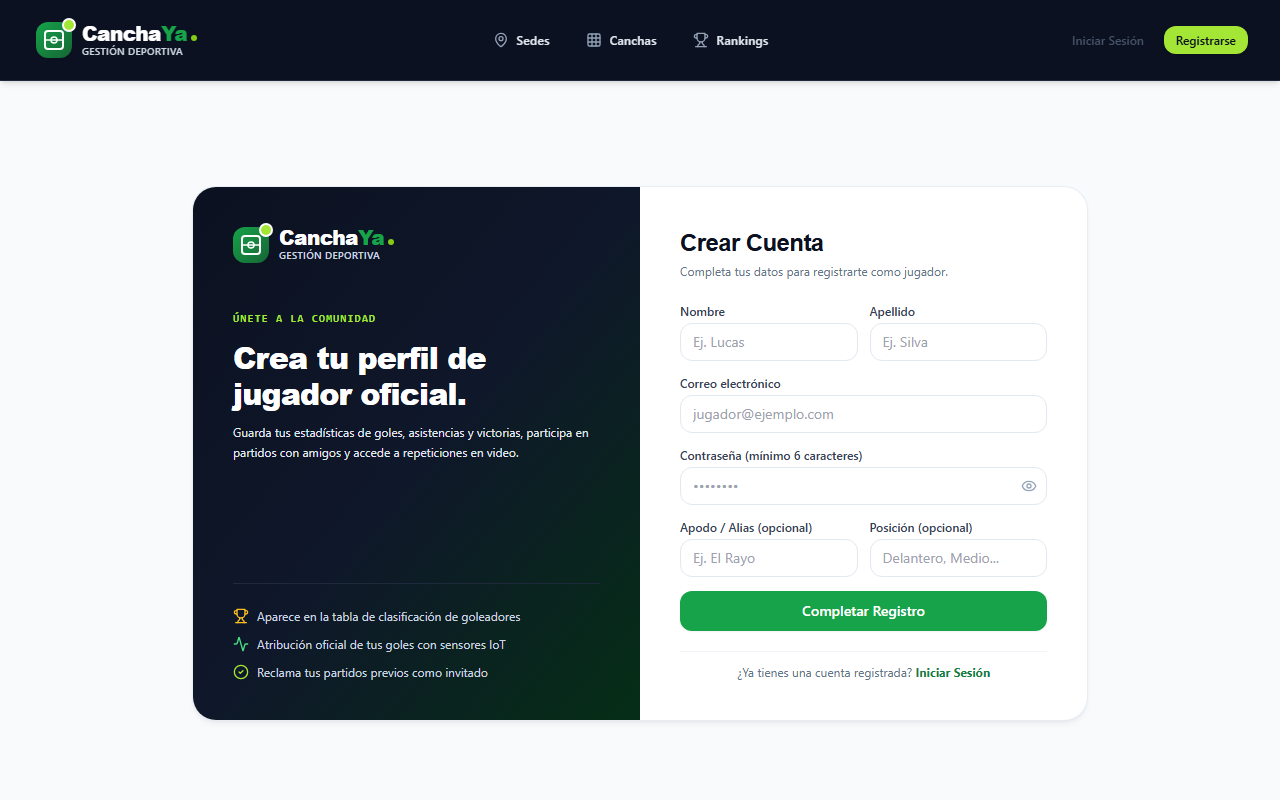 CanchaYa
GESTIÓN DEPORTIVA
Sedes
Canchas
Rankings
Iniciar Sesión
Registrarse
CanchaYa
GESTIÓN DEPORTIVA
ÚNETE A LA COMUNIDAD
Crea tu perfil de
jugador oficial.
Guarda tus estadísticas de goles, asistencias y victorias, participa en
partidos con amigos y accede a repeticiones en video.
Aparece en la tabla de clasificación de goleadores
Atribución oficial de tus goles con sensores IoT
Reclama tus partidos previos como invitado
Crear Cuenta
Completa tus datos para registrarte como jugador.
Nombre
Apellido
Ej. Lucas
Ej. Silva
Correo electrónico
jugador@ejemplo.com
Contraseña (mínimo 6 caracteres)
••••••••
Apodo / Alias (opcional)
Posición (opcional)
Ej. El Rayo
Delantero, Medio...
Completar Registro
¿Ya tienes una cuenta registrada? Iniciar Sesión